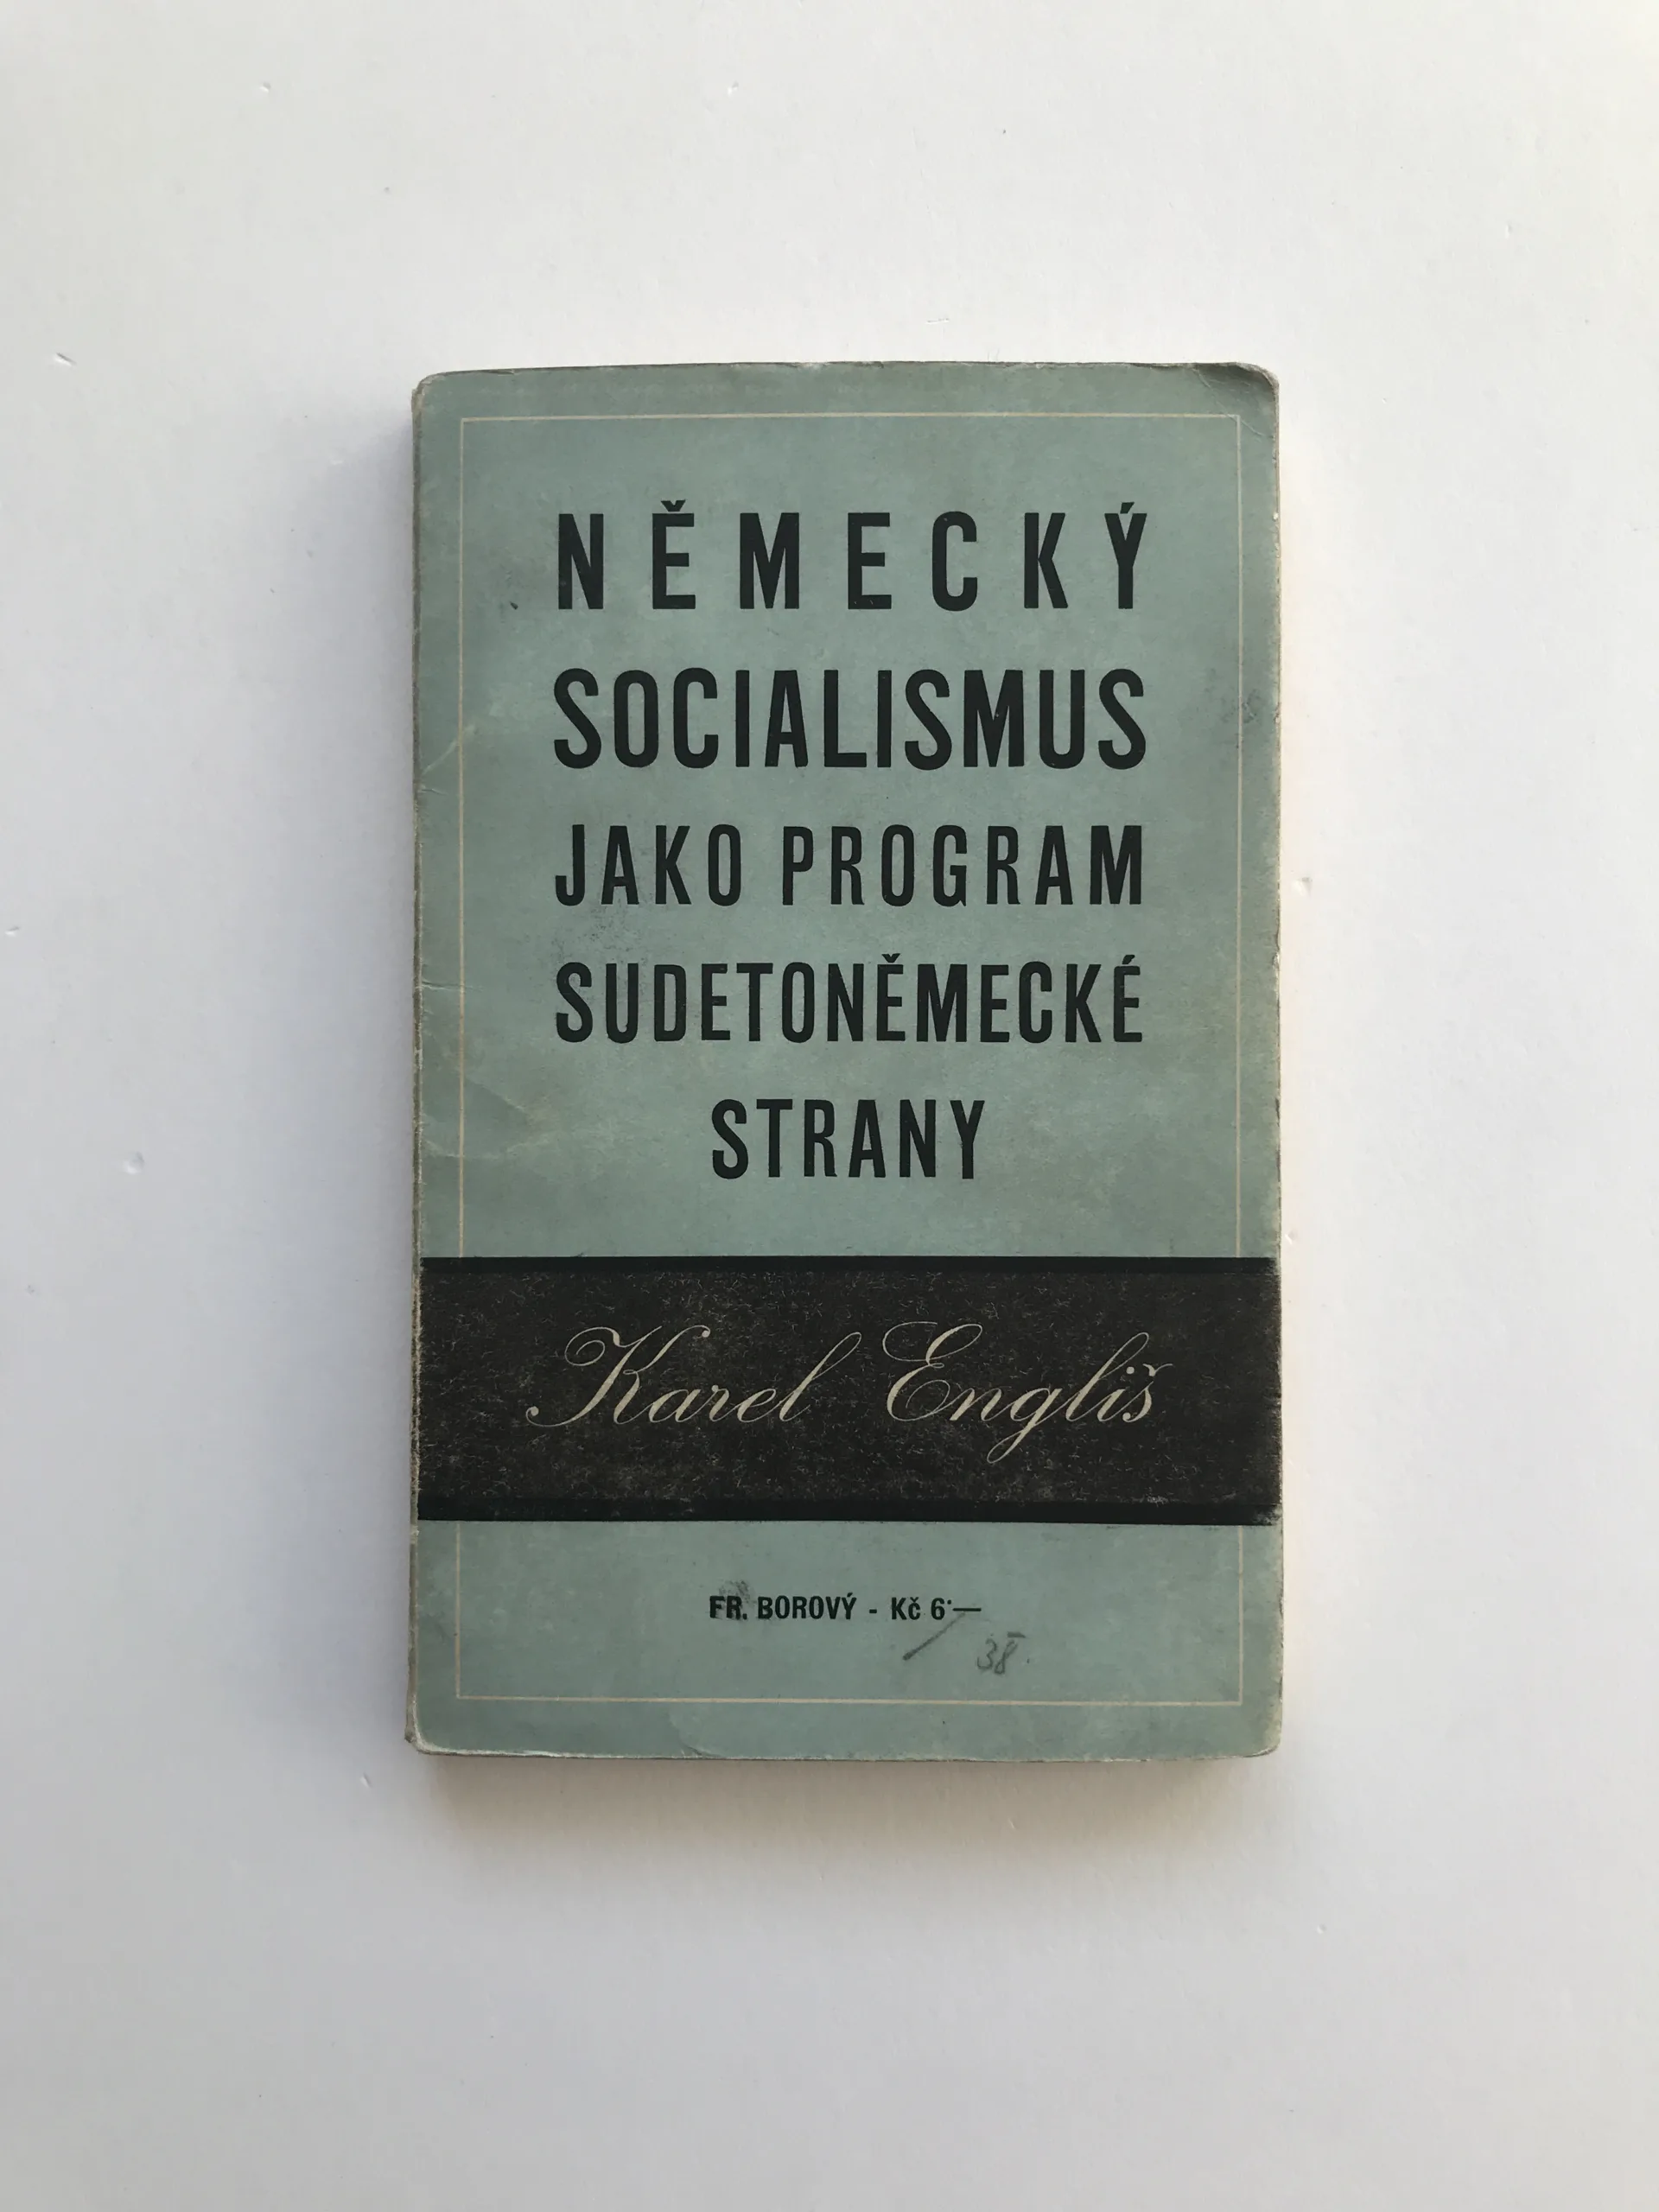 NĚMECKÝ
SOCIALISMUS
JAKO PROGRAM
SUDETONĚMECKÉ
STRANY
Karel Engliš
FR. BOROVÝ - Kč 6·—
38